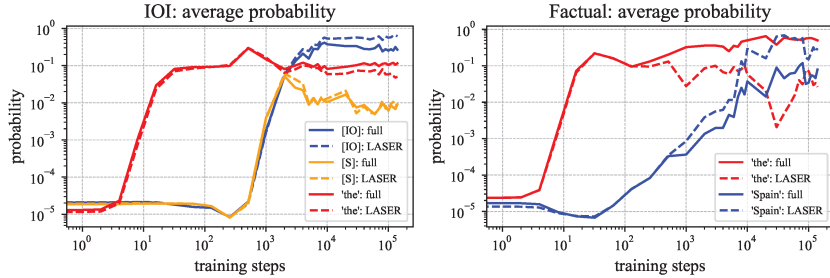 IOI: average probability
probability
10^0
10^-1
10^-2
10^-3
10^-4
10^-5
[IO]: full
[IO]: LASER
[S]: full
[S]: LASER
'the': full
'the': LASER
10^0 10^1 10^2 10^3 10^4 10^5
training steps
Factual: average probability
probability
10^0
10^-1
10^-2
10^-3
10^-4
10^-5
'the': full
'the': LASER
'Spain': full
'Spain': LASER
10^0 10^1 10^2 10^3 10^4 10^5
training steps